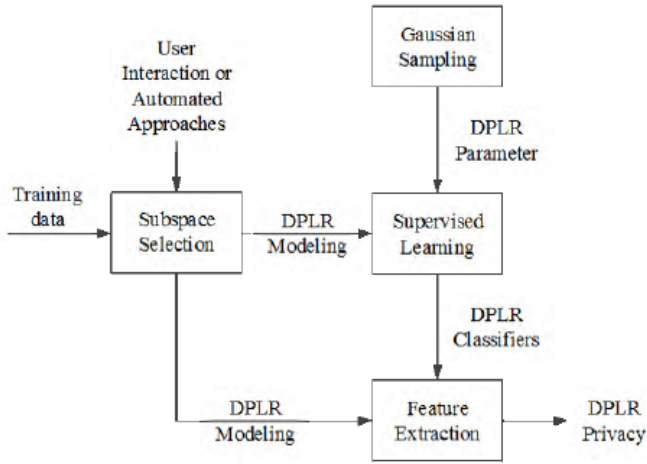 User
Interaction or
Automated
Approaches
Gaussian
Sampling
DPLR
Parameter
Training
data
Subspace
Selection
DPLR
Modeling
Supervised
Learning
DPLR
Classifiers
DPLR
Modeling
Feature
Extraction
DPLR
Privacy